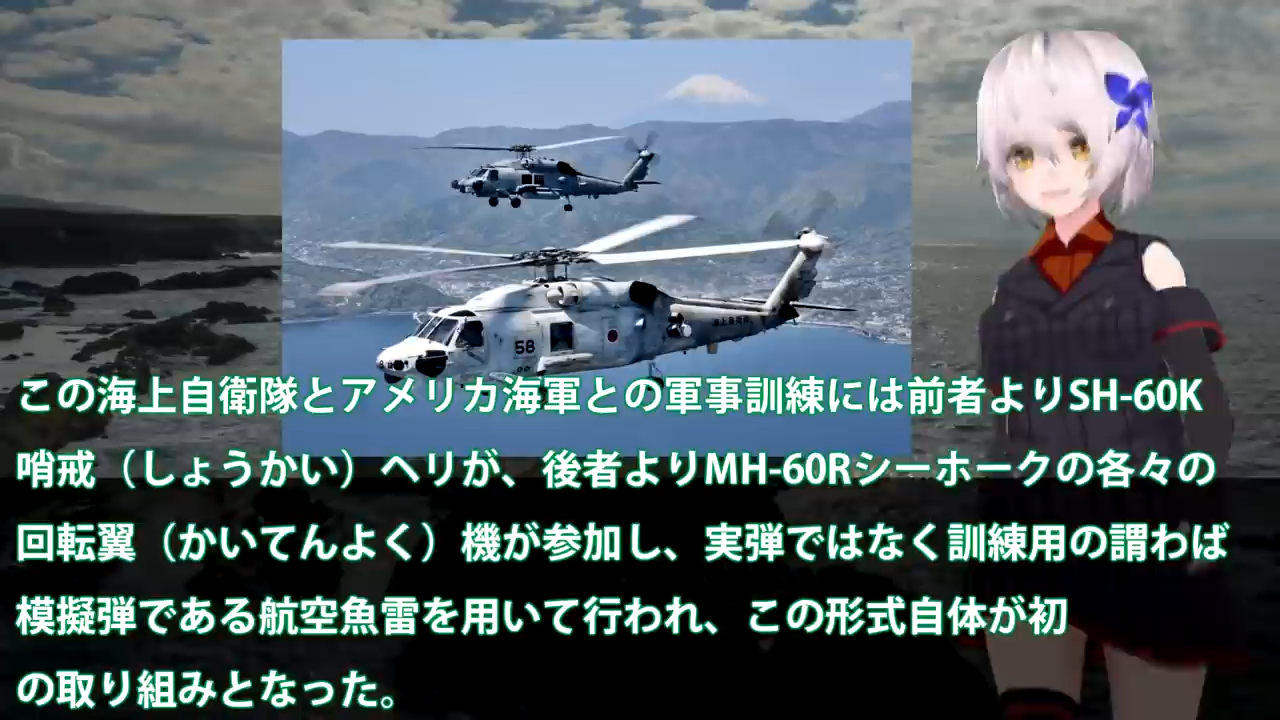 58
海上自衛隊
この海上自衛隊とアメリカ海軍との軍事訓練には前者よりSH-60K
哨戒（しょうかい）ヘリが、後者よりMH-60Rシーホークの各々の
回転翼（かいてんよく）機が参加し、実弾ではなく訓練用の謂わば
模擬弾である航空魚雷を用いて行われ、この形式自体が初
の取り組みとなった。